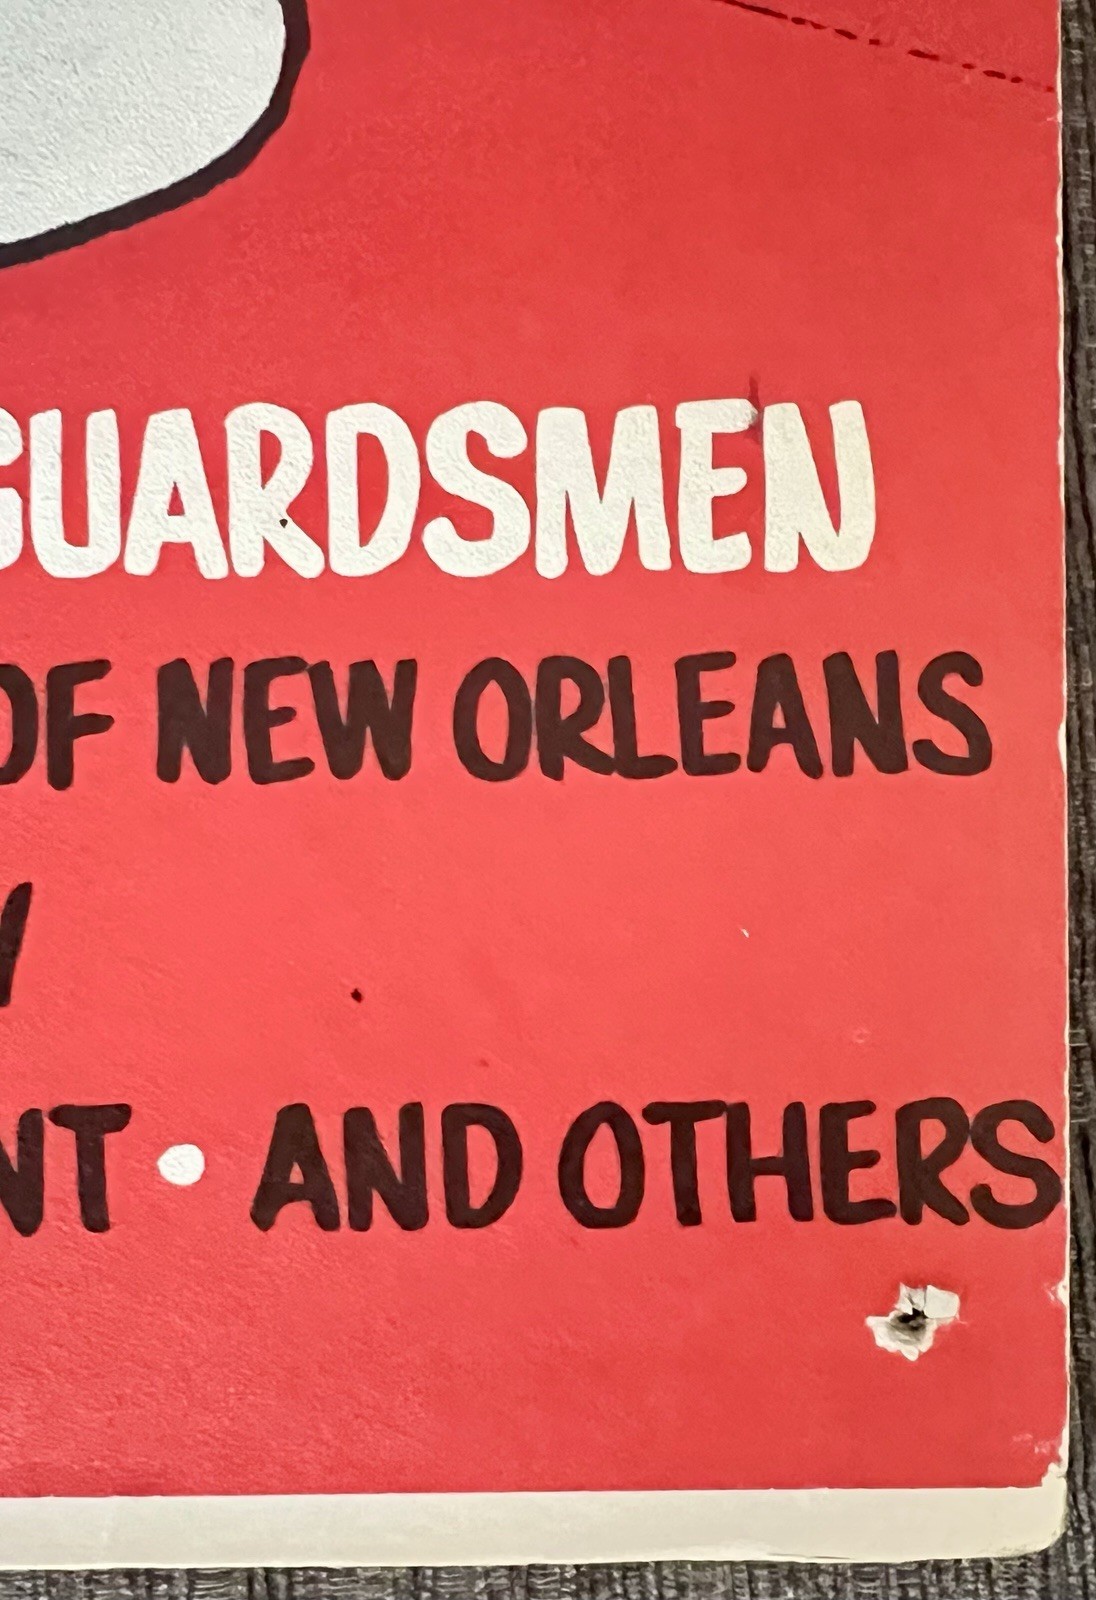 GUARDSMEN
OF NEW ORLEANS
NT • AND OTHERS